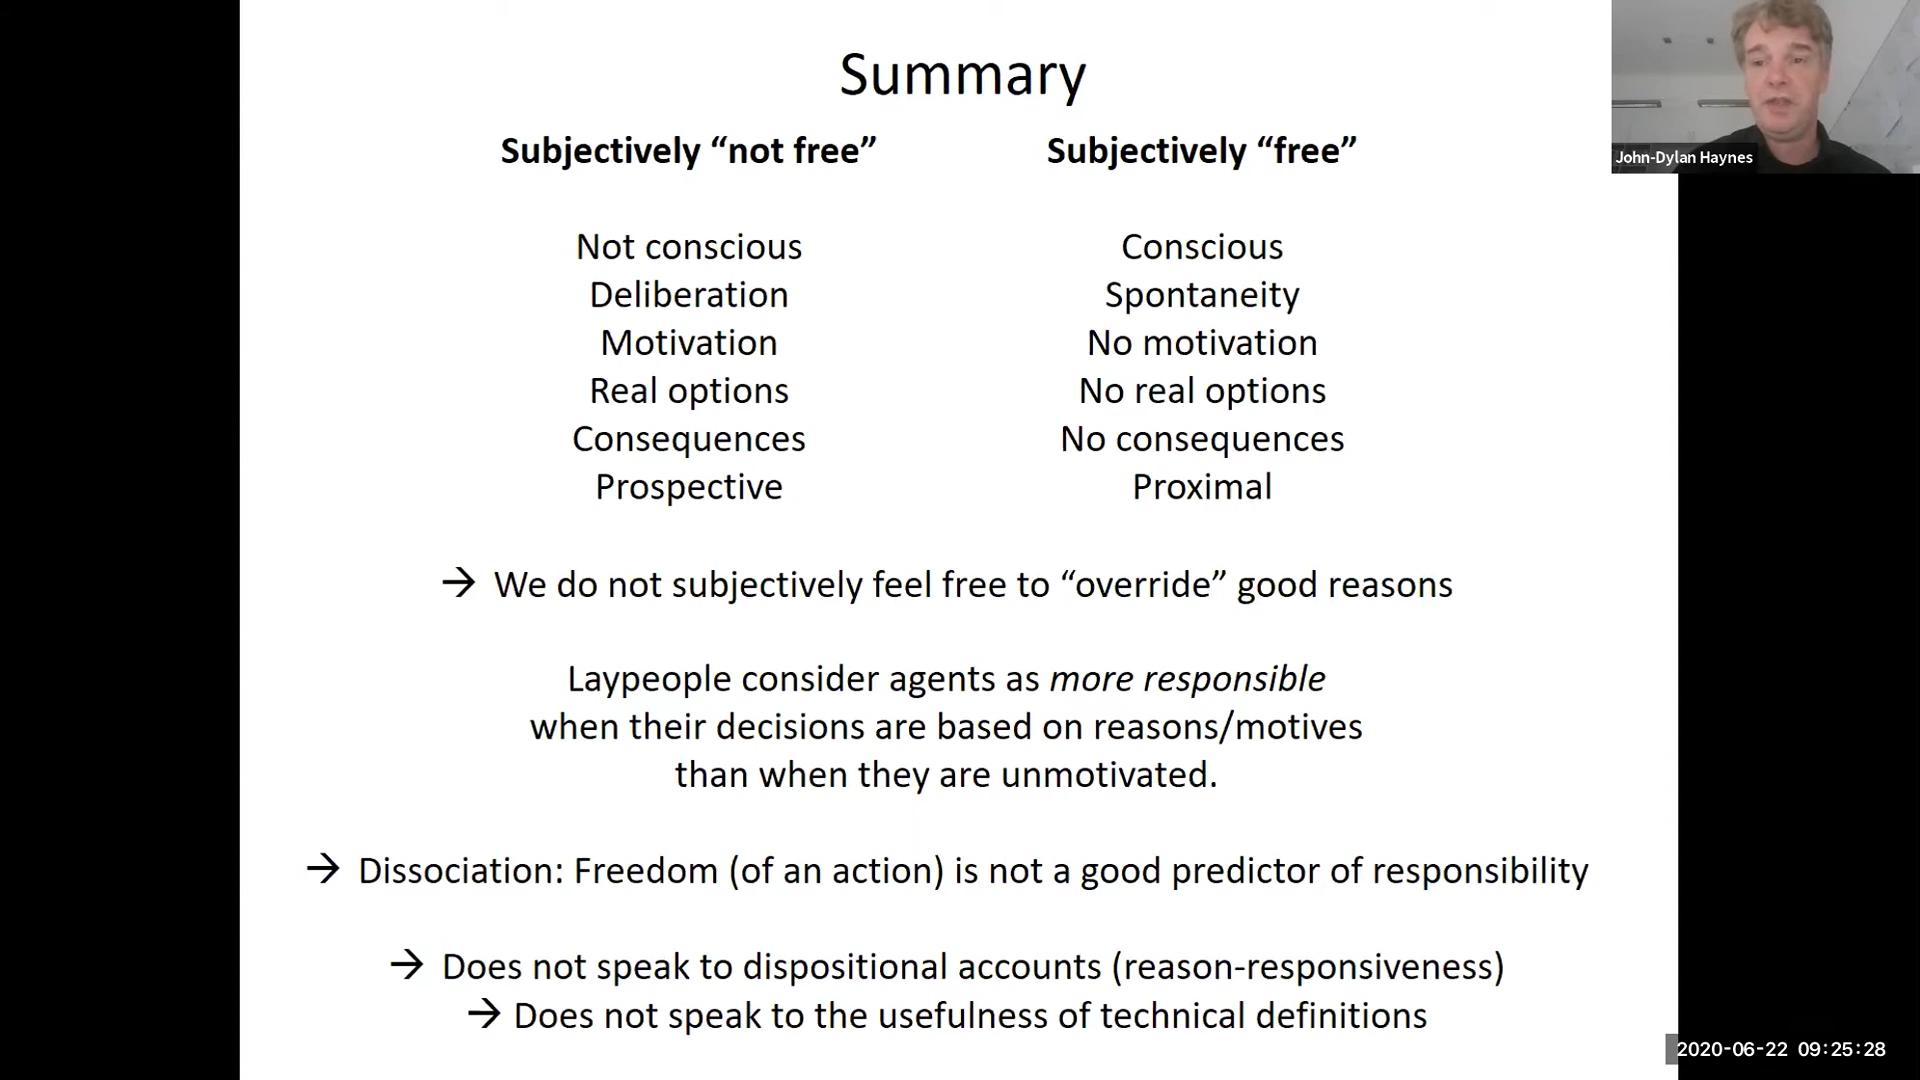 Summary
Subjectively “not free”
Subjectively “free”
Not conscious
Conscious
Deliberation
Spontaneity
Motivation
No motivation
Real options
No real options
Consequences
No consequences
Prospective
Proximal
→ We do not subjectively feel free to “override” good reasons
Laypeople consider agents as more responsible
when their decisions are based on reasons/motives
than when they are unmotivated.
→ Dissociation: Freedom (of an action) is not a good predictor of responsibility
→ Does not speak to dispositional accounts (reason-responsiveness)
→ Does not speak to the usefulness of technical definitions
John-Dylan Haynes
2020-06-22 09:25:28